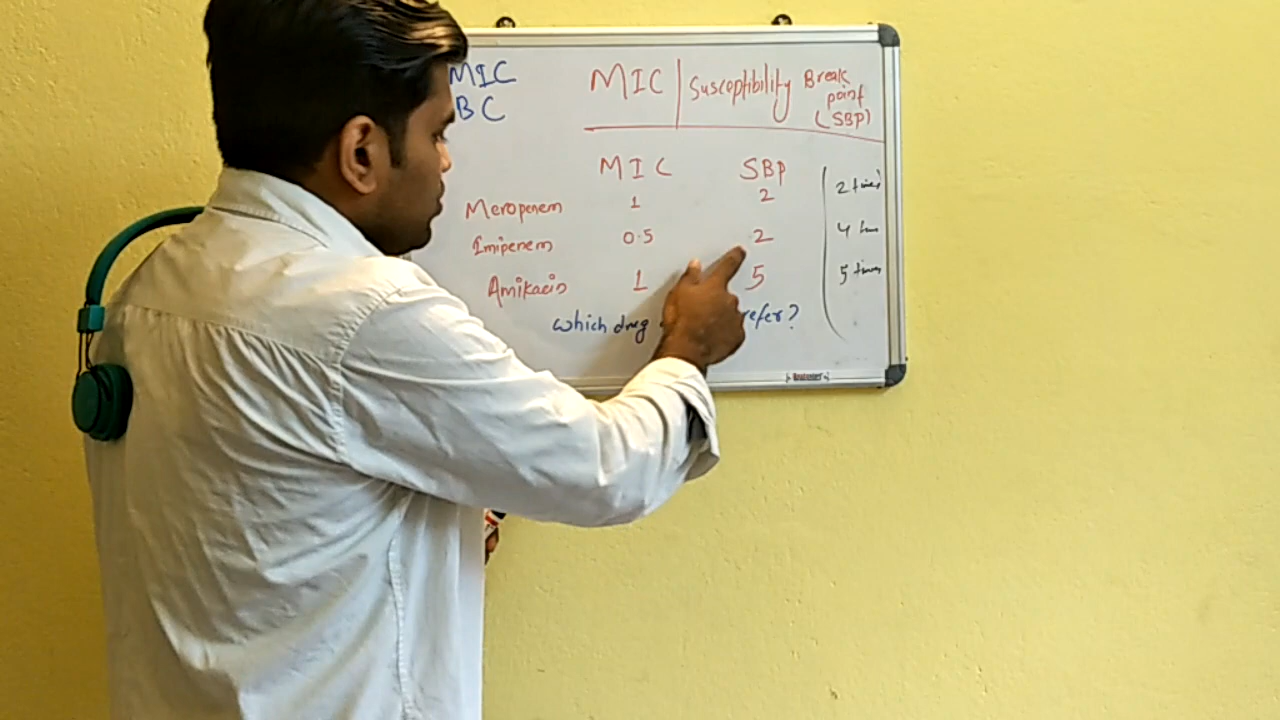 MIC
BC
MIC | Susceptibility Break
point
(SBP)
MIC SBP
Meropenem 1 2 2 times
Imipenem 0.5 2 4
Amikacin 1 5 5 times
which drug refer?